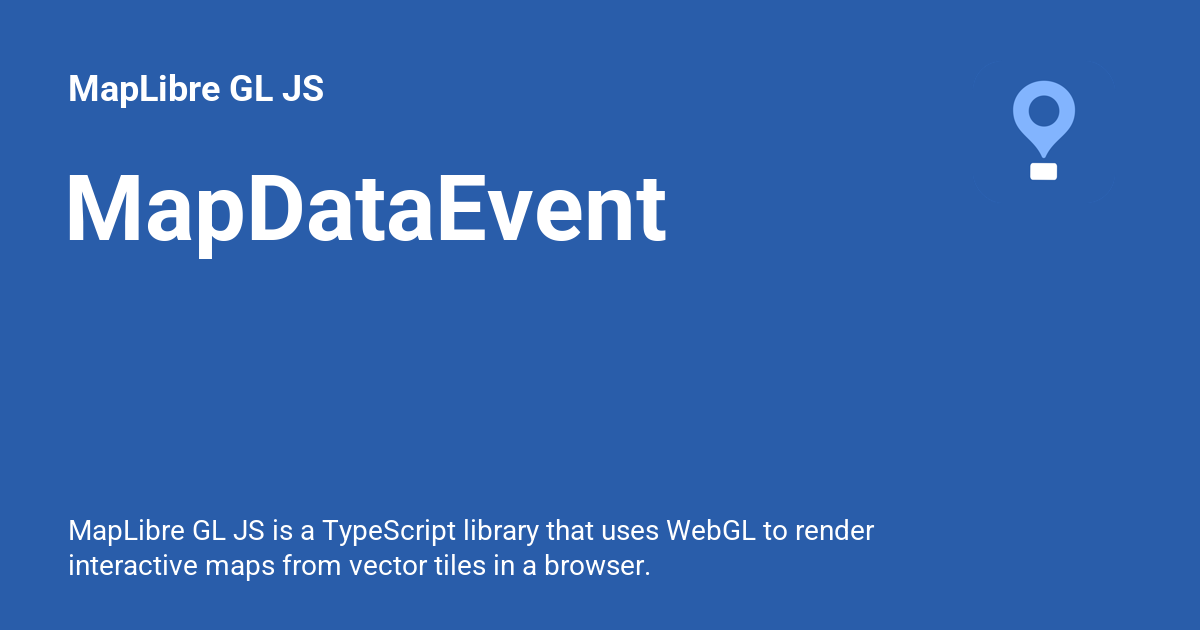 MapLibre GL JS
MapDataEvent
MapLibre GL JS is a TypeScript library that uses WebGL to render
interactive maps from vector tiles in a browser.